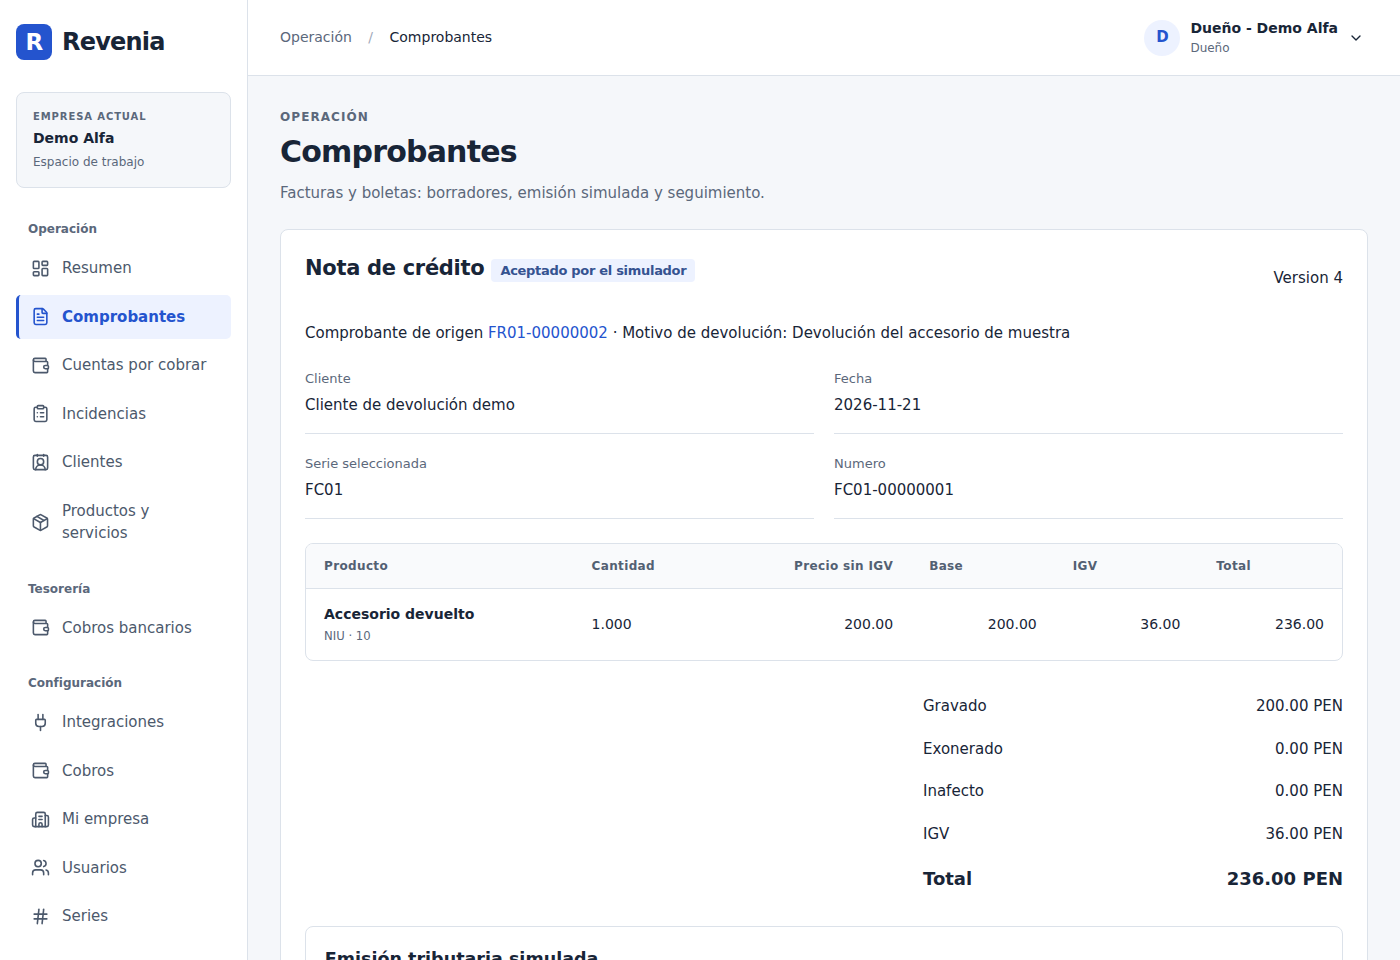 R Revenia
EMPRESA ACTUAL
Demo Alfa
Espacio de trabajo
Operación
Resumen
Comprobantes
Cuentas por cobrar
Incidencias
Clientes
Productos y
servicios
Tesorería
Cobros bancarios
Configuración
Integraciones
Cobros
Mi empresa
Usuarios
Series
Operación / Comprobantes
D
Dueño - Demo Alfa
Dueño
OPERACIÓN
Comprobantes
Facturas y boletas: borradores, emisión simulada y seguimiento.
Nota de crédito Aceptado por el simulador
Version 4
Comprobante de origen FR01-00000002 · Motivo de devolución: Devolución del accesorio de muestra
Cliente
Cliente de devolución demo
Fecha
2026-11-21
Serie seleccionada
FC01
Numero
FC01-00000001
Producto Cantidad Precio sin IGV Base IGV Total
Accesorio devuelto
NIU · 10
1.000 200.00 200.00 36.00 236.00
Gravado 200.00 PEN
Exonerado 0.00 PEN
Inafecto 0.00 PEN
IGV 36.00 PEN
Total 236.00 PEN
Emisión tributaria simulada